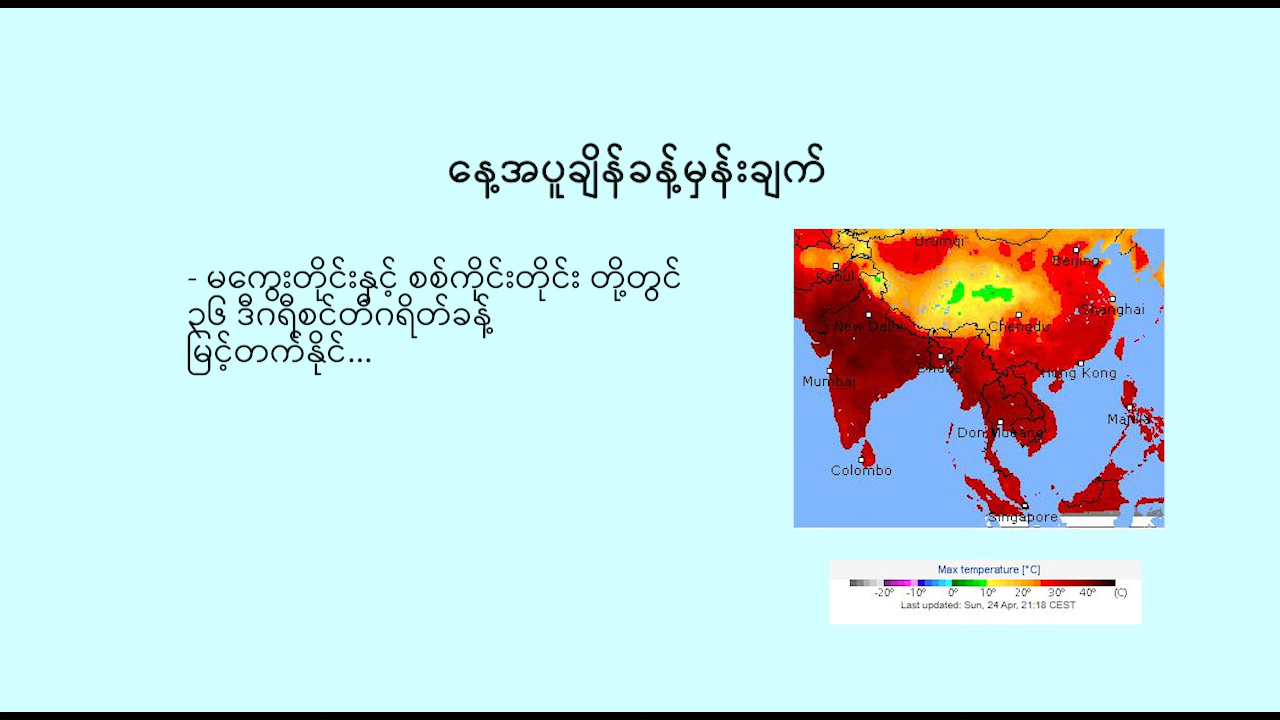 နေ့အပူချိန်ခန့်မှန်းချက်
- မကွေးတိုင်းနှင့် စစ်ကိုင်းတိုင်း တို့တွင်
၃၆ ဒီဂရီစင်တီဂရိတ်ခန့်
မြင့်တက်နိုင်...
Urumqi
Beijing
Kabul
Shanghai
New Delhi
Chengdu
Dhaka
Hong Kong
Mumbai
Manila
Don Mueang
Colombo
Singapore
Max temperature [°C]
-20° -10° 0° 10° 20° 30° 40° (C)
Last updated: Sun, 24 Apr, 21:18 CEST